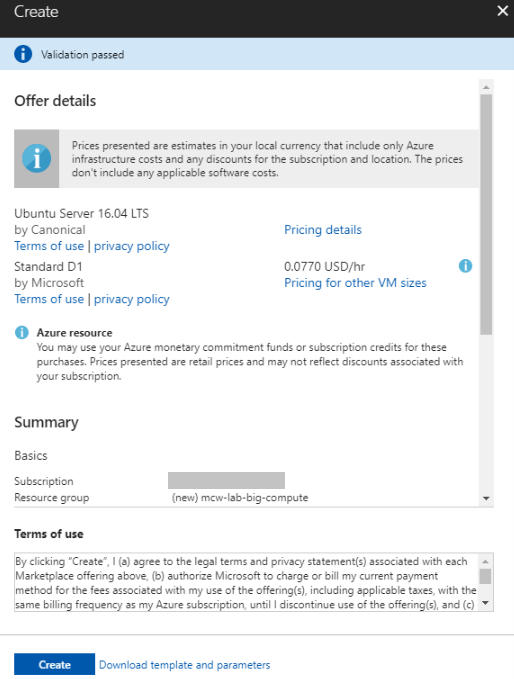 Create
Validation passed
Offer details
Prices presented are estimates in your local currency that include only Azure
infrastructure costs and any discounts for the subscription and location. The prices
don't include any applicable software costs.
Ubuntu Server 16.04 LTS
by Canonical Pricing details
Terms of use | privacy policy
Standard D1 0.0770 USD/hr
by Microsoft Pricing for other VM sizes
Terms of use | privacy policy
Azure resource
You may use your Azure monetary commitment funds or subscription credits for these
purchases. Prices presented are retail prices and may not reflect discounts associated with
your subscription.
Summary
Basics
Subscription
Resource group (new) mcw-lab-big-compute
Terms of use
By clicking "Create", I (a) agree to the legal terms and privacy statement(s) associated with each
Marketplace offering above, (b) authorize Microsoft to charge or bill my current payment
method for the fees associated with my use of the offering(s), including applicable taxes, with the
same billing frequency as my Azure subscription, until I discontinue use of the offering(s), and (c)
Create Download template and parameters